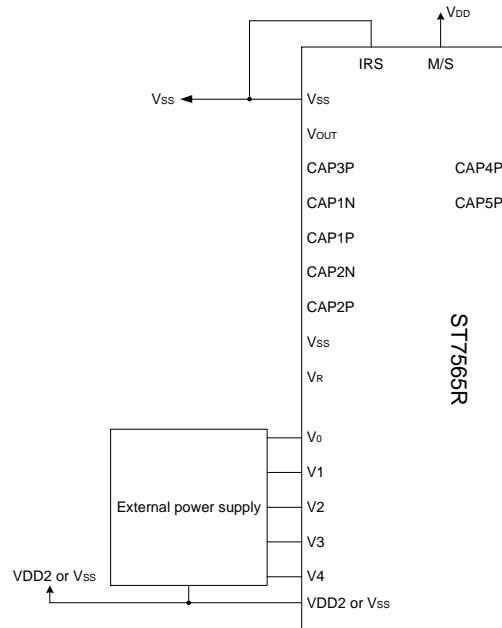 VDD
IRS
M/S
VSS
VSS
VOUT
CAP3P
CAP4P
CAP1N
CAP5P
CAP1P
CAP2N
CAP2P
VSS
VR
ST7565R
V0
V1
External power supply
V2
V3
V4
VDD2 or VSS
VDD2 or VSS